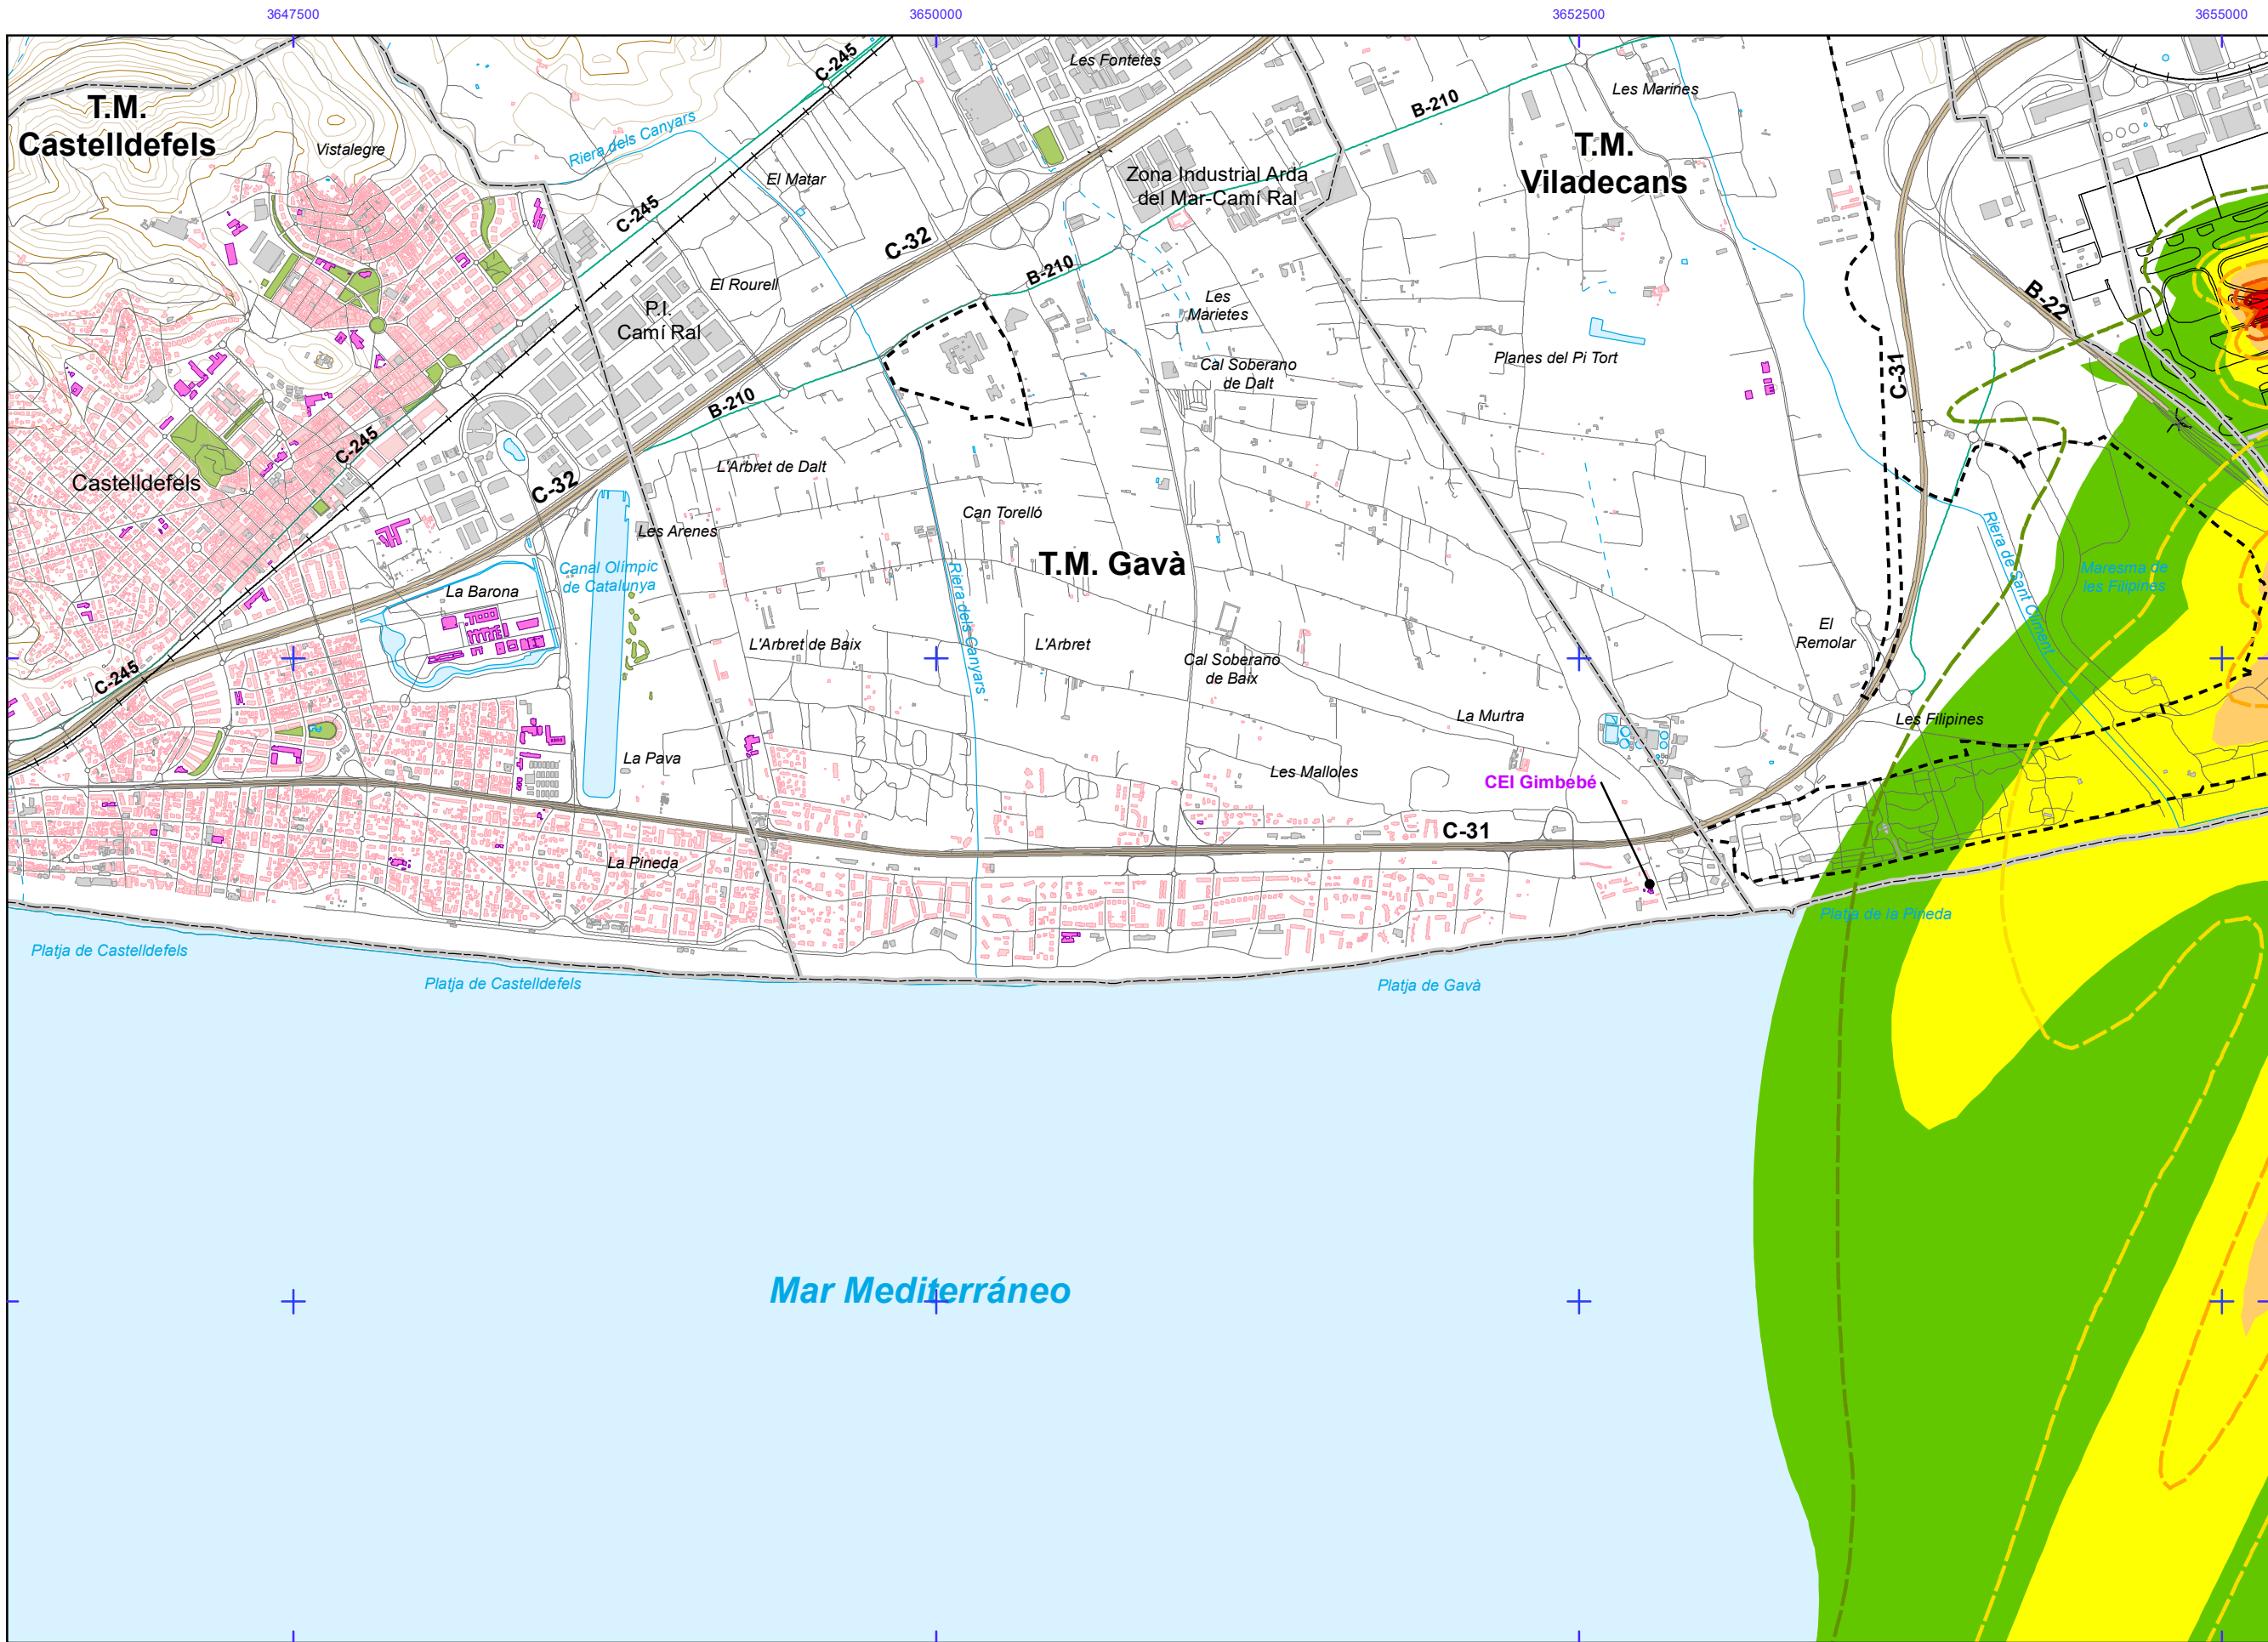 3647500
3650000
3652500
3655000
C-245
Les Fontetes
Les Marines
T.M.
Castelldefels
B-210
T.M.
Viladecans
Vistalegre
Riera dels Canyars
El Matar
Zona Industrial Ardà
del Mar-Camí Ral
C-245
C-32
B-210
El Rourell
P.I.
Camí Ral
Les
Marietes
B-22
Cal Soberano
de Dalt
Planes del Pi Tort
C-31
B-210
C-245
L'Arbret de Dalt
Castelldefels
C-32
Les Arenes
Can Torelló
Riera de Sant Climent
Canal Olímpic
de Catalunya
T.M. Gavà
Maresma de
les Filipines
La Barona
Riera dels Canyars
L'Arbret de Baix
L'Arbret
El
Remolar
Cal Soberano
de Baix
C-245
La Murtra
Les Filipines
La Pava
Les Malloles
CEI Gimbebé
C-31
La Pineda
Platja de la Pineda
Platja de Castelldefels
Platja de Castelldefels
Platja de Gavà
Mar Mediterráneo